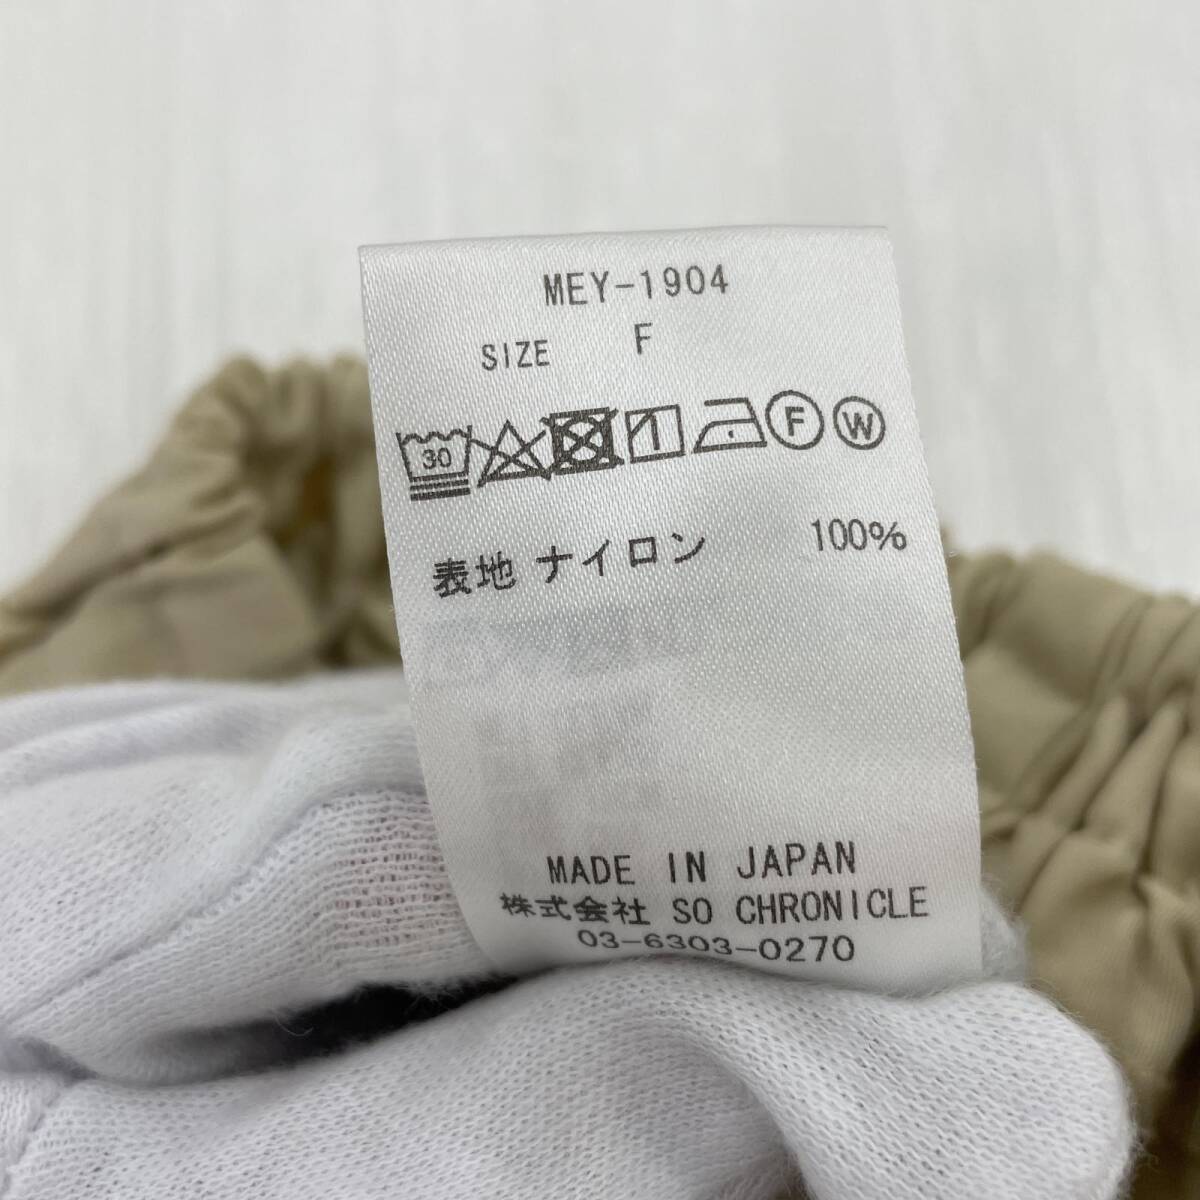 MEY-1904
SIZE F
30 F W
表地 ナイロン 100%
MADE IN JAPAN
株式会社 SO CHRONICLE
03-6303-0270